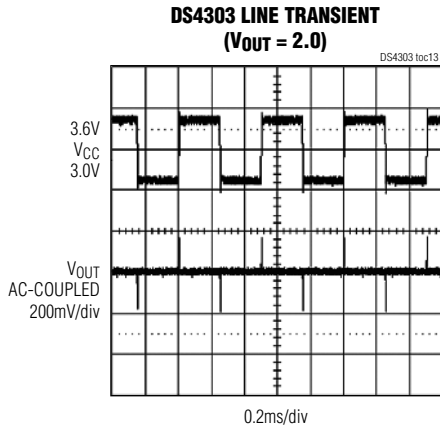 DS4303 LINE TRANSIENT
(VOUT = 2.0)
DS4303 toc13
3.6V
VCC
3.0V
VOUT
AC-COUPLED
200mV/div
0.2ms/div